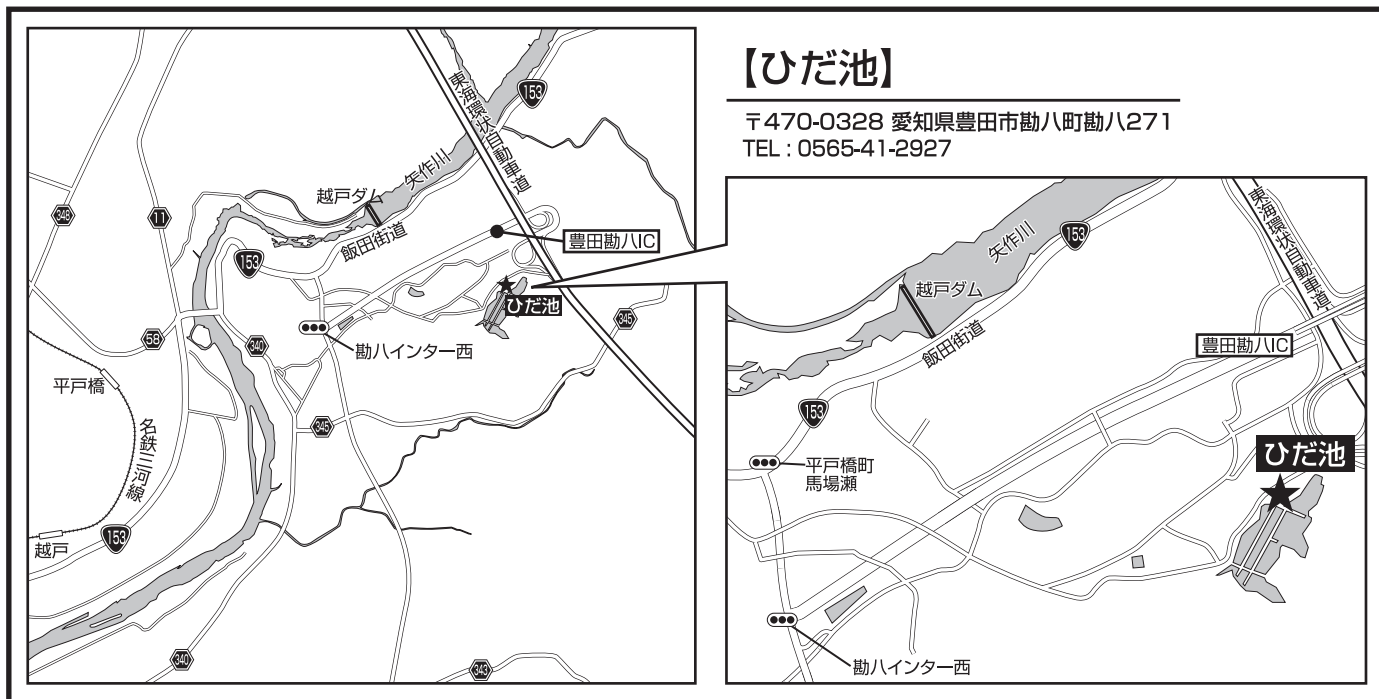 【ひだ池】
〒470-0328 愛知県豊田市勘八町勘八271
TEL : 0565-41-2927
153
東海環状自動車道
矢作川
越戸ダム
348
11
飯田街道
豊田勘八IC
153
ひだ池
345
58
340
勘八インター西
平戸橋
345
名鉄三河線
153
越戸
340
343
矢作川
153
東海環状自動車道
越戸ダム
飯田街道
豊田勘八IC
153
ひだ池
平戸橋町
馬場瀬
勘八インター西